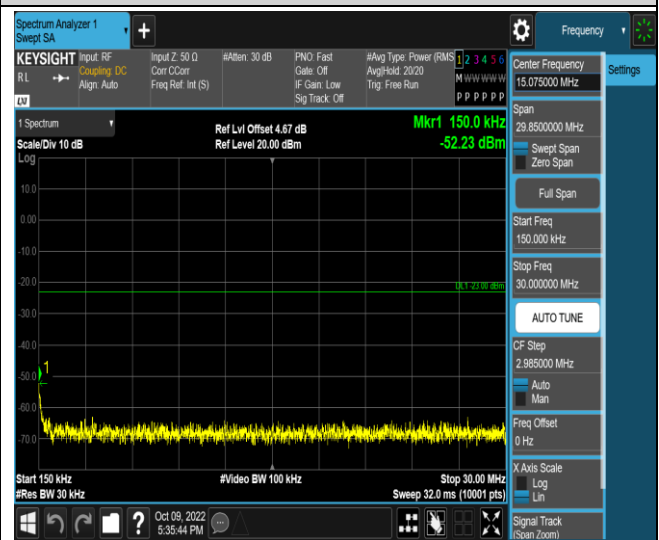 Spectrum Analyzer 1
Swept SA
+
Frequency
KEYSIGHT
RL
LXI
Input: RF
Coupling: DC
Align: Auto
Input Z: 50 Ω
Corr CCorr
Freq Ref: Int (S)
#Atten: 30 dB
PNO: Fast
Gate: Off
IF Gain: Low
Sig Track: Off
#Avg Type: Power (RMS
Avg|Hold: 20/20
Trig: Free Run
1 2 3 4 5 6
M W W W W W
P P P P P P
Center Frequency
15.075000 MHz
Settings
Span
29.8500000 MHz
Swept Span
Zero Span
Full Span
Start Freq
150.000 kHz
Stop Freq
30.000000 MHz
AUTO TUNE
CF Step
2.985000 MHz
Auto
Man
Freq Offset
0 Hz
X Axis Scale
Log
Lin
Signal Track
(Span Zoom)
1 Spectrum
Scale/Div 10 dB
Ref Lvl Offset 4.67 dB
Ref Level 20.00 dBm
Mkr1 150.0 kHz
-52.23 dBm
Log
10.0
0.00
-10.0
-20.0
DL1 -23.00 dBm
-30.0
-40.0
1
-50.0
-60.0
-70.0
Start 150 kHz
#Video BW 100 kHz
Stop 30.00 MHz
#Res BW 30 kHz
Sweep 32.0 ms (10001 pts)
?
Oct 09, 2022
5:35:44 PM